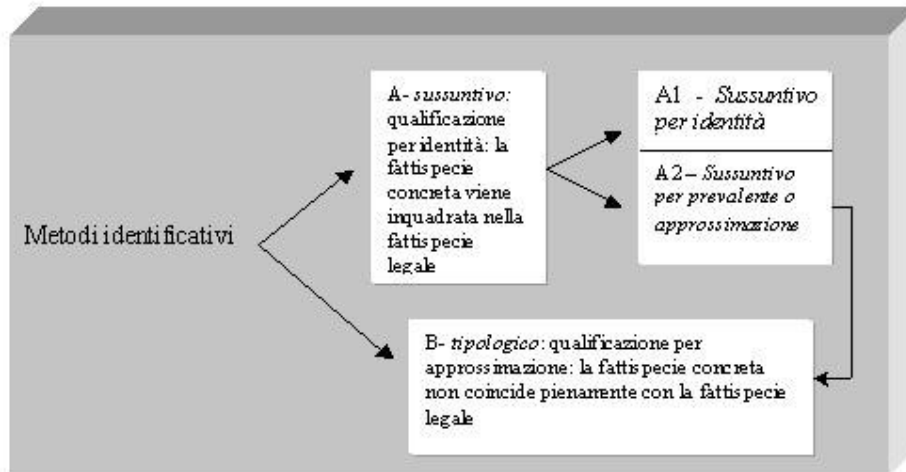 Metodi identificativi
A- sussuntivo:
qualificazione
per identità: la
fattispecie
concreta viene
inquadrata nella
fattispecie
legale
A1 - Sussuntivo
per identità
A2 – Sussuntivo
per prevalente o
approssimazione
B- tipologico: qualificazione per
approssimazione: la fattispecie concreta
non coincide pienamente con la fattispecie
legale